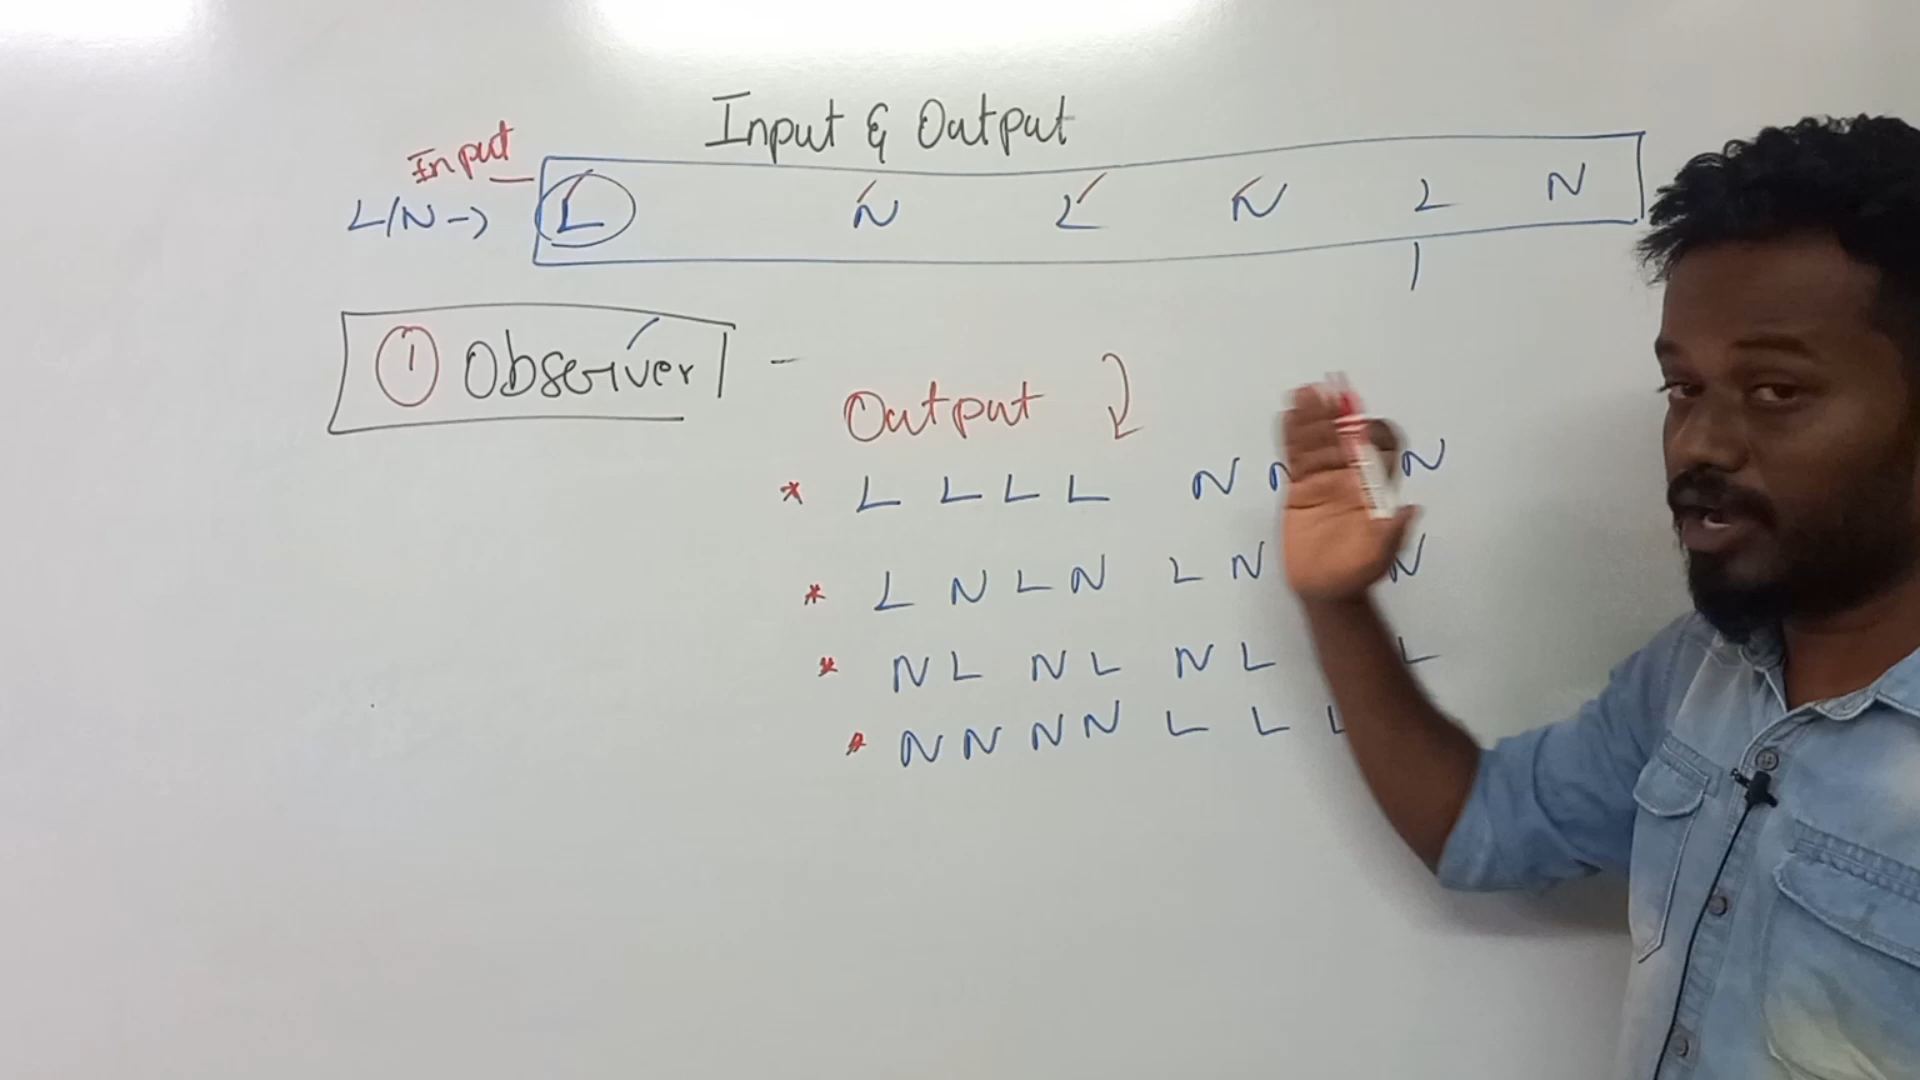 Input & Output
Input
L/N → L N L N L N
① Observer -
Output
* L L L L N N N
* L N L N L N N
* N L N L N L L
* N N N N L L L